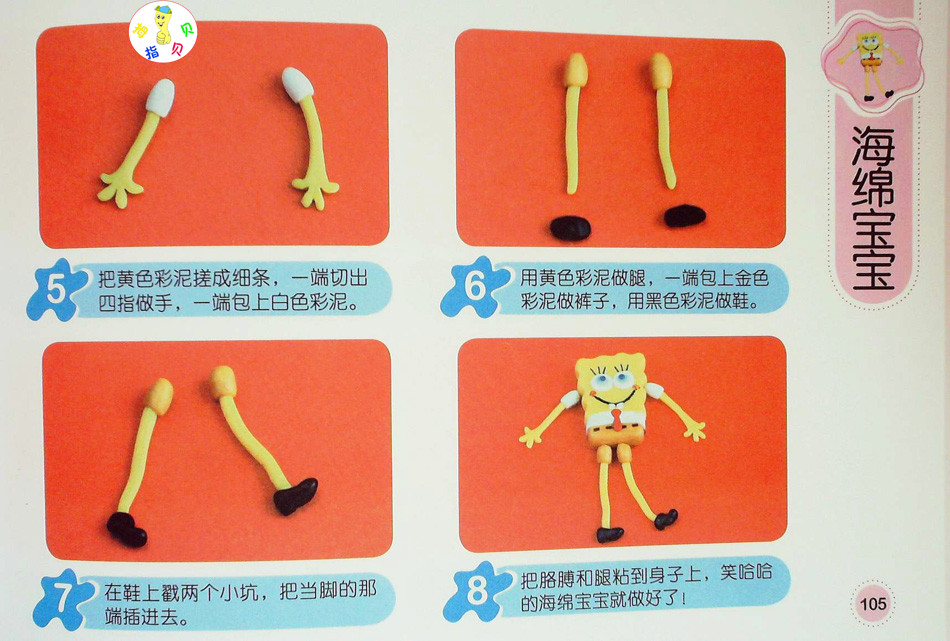 指贝贝
海绵宝宝
5
把黄色彩泥搓成细条，一端切出
四指做手，一端包上白色彩泥。
6
用黄色彩泥做腿，一端包上金色
彩泥做裤子，用黑色彩泥做鞋。
7
在鞋上戳两个小坑，把当脚的那
端插进去。
8
把胳膊和腿粘到身子上，笑哈哈
的海绵宝宝就做好了！
105